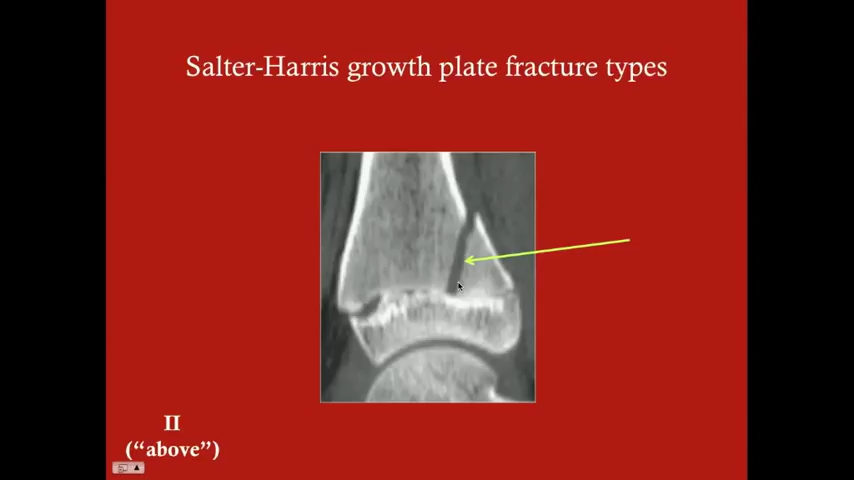 Salter-Harris growth plate fracture types
II
(“above”)